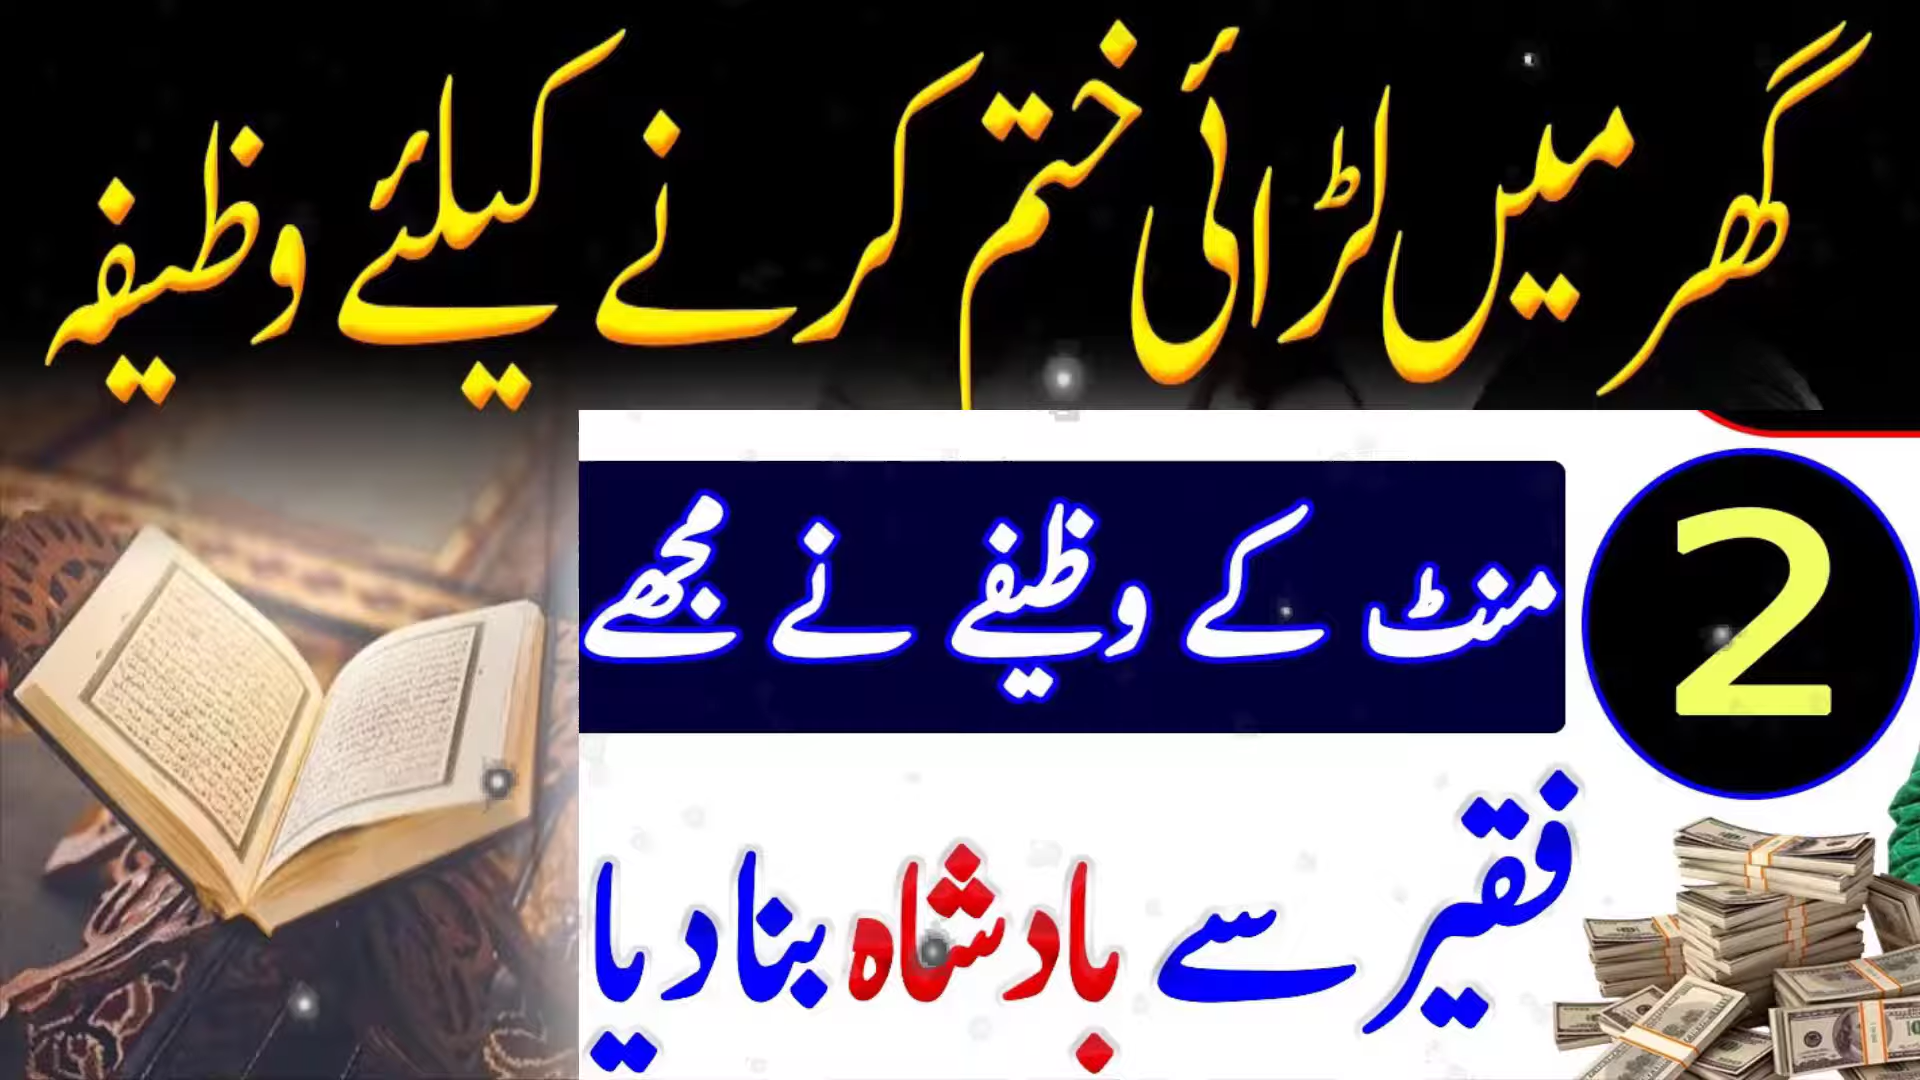 گھر میں لڑائی ختم کرنے کیلئے وظیفہ
2 منٹ کے وظیفے نے مجھے
فقیر سے بادشاہ بنا دیا